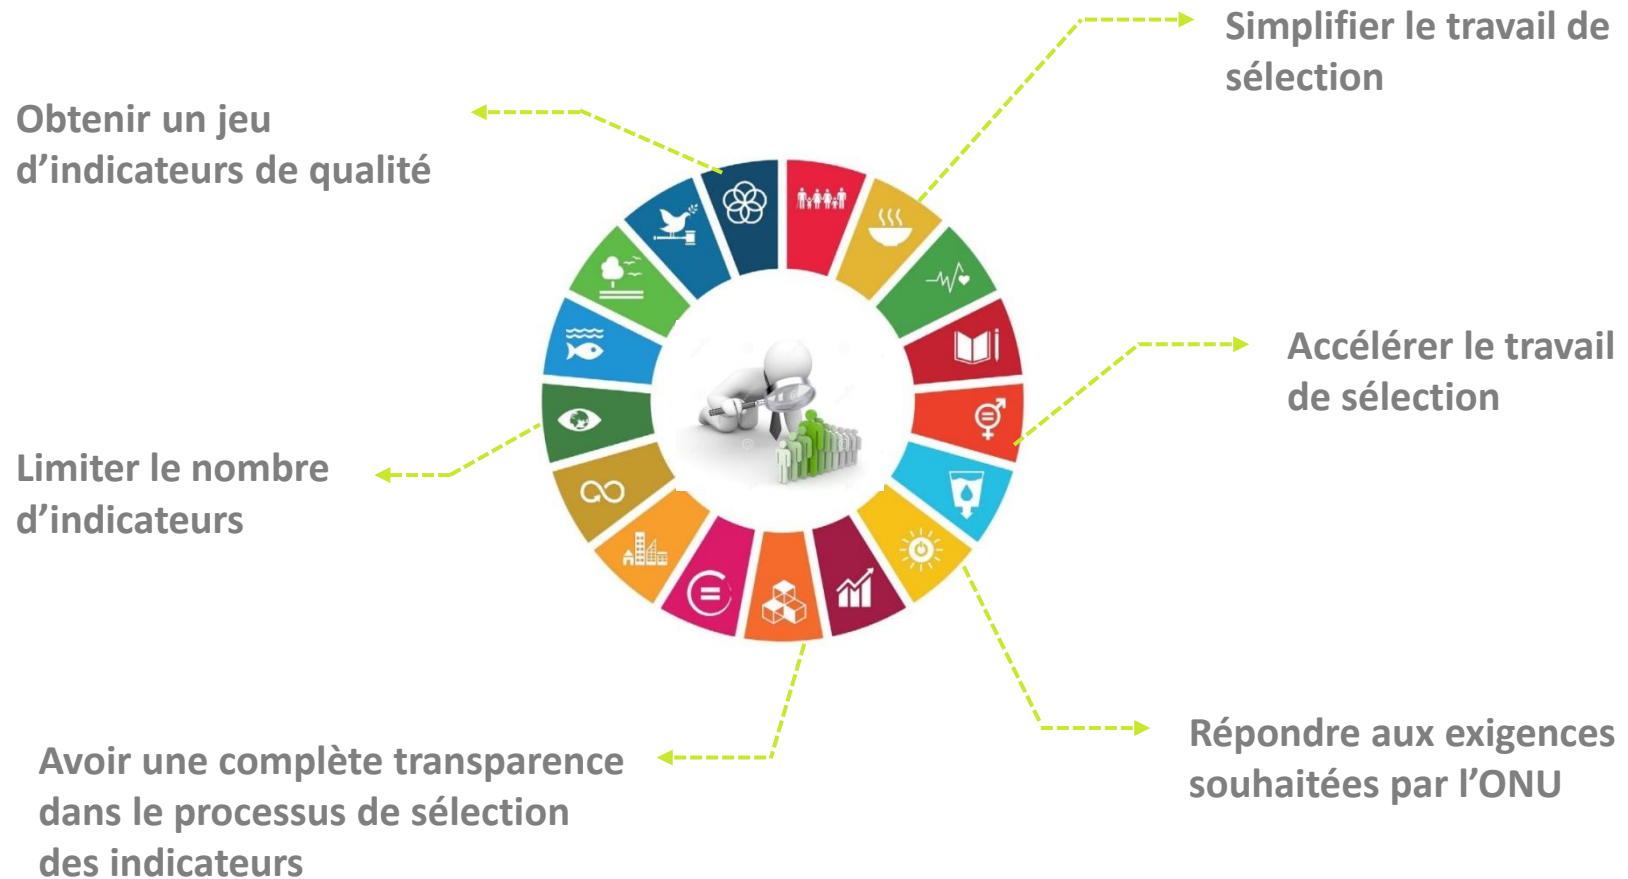 Simplifier le travail de
sélection
Obtenir un jeu
d’indicateurs de qualité
Accélérer le travail
de sélection
Limiter le nombre
d’indicateurs
Répondre aux exigences
souhaitées par l’ONU
Avoir une complète transparence
dans le processus de sélection
des indicateurs